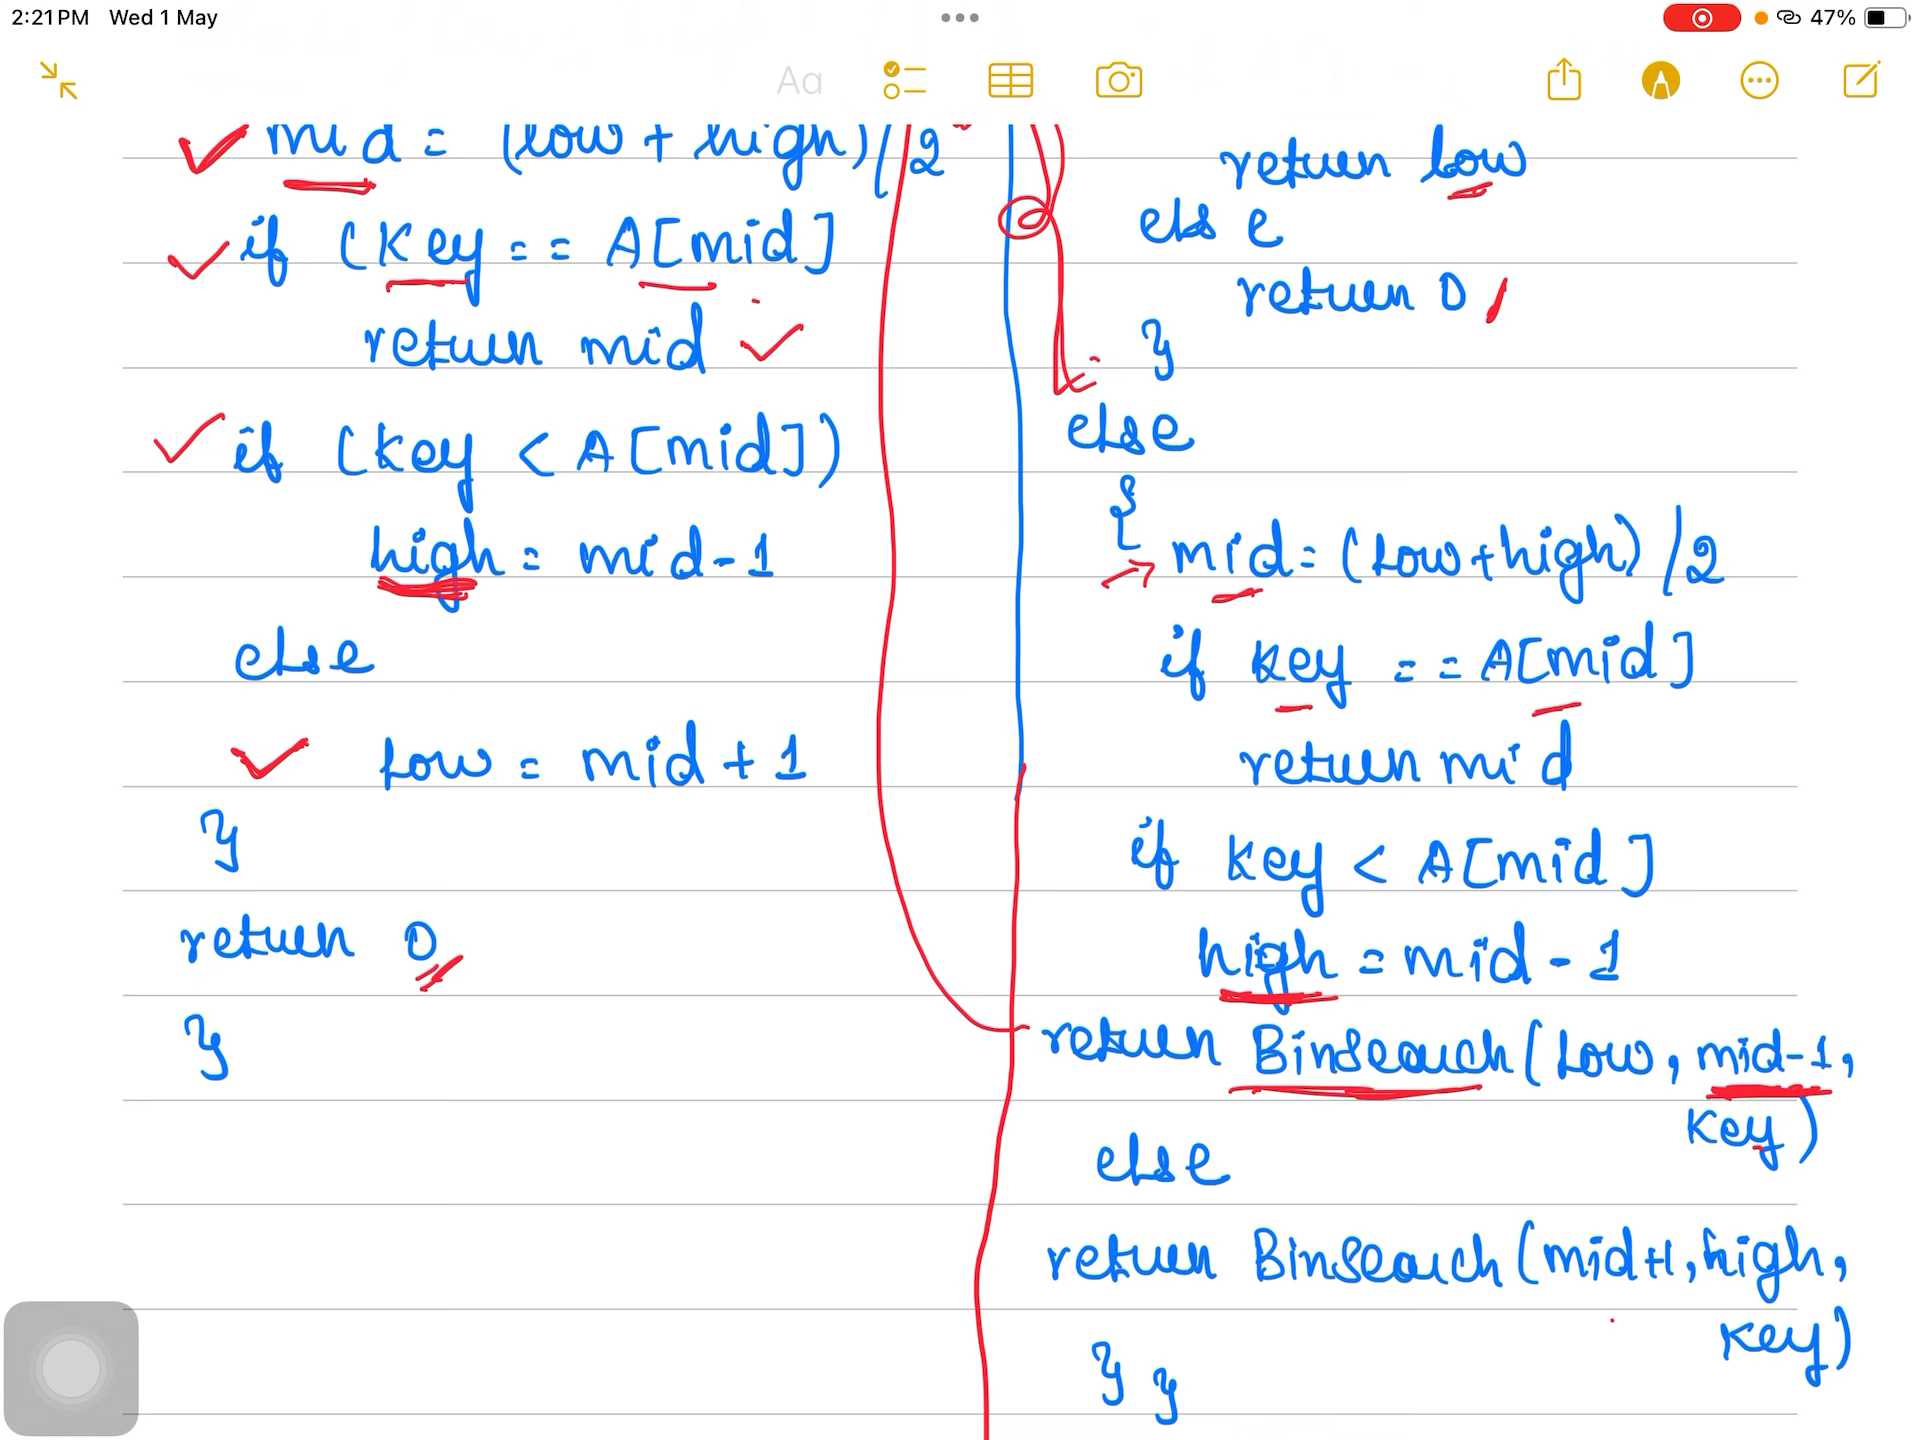 2:21 PM Wed 1 May
47%
Aa
mid = (low + high) / 2
if (Key == A[mid]
return mid
if (Key < A[mid])
high = mid-1
else
low = mid + 1
}
return 0
}
return low
else
return 0
}
else
{
mid = (low+high) / 2
if key == A[mid]
return mid
if key < A[mid]
high = mid - 1
return BinSearch (low, mid-1,
Key)
else
return BinSearch (mid+1, high,
Key)
} }